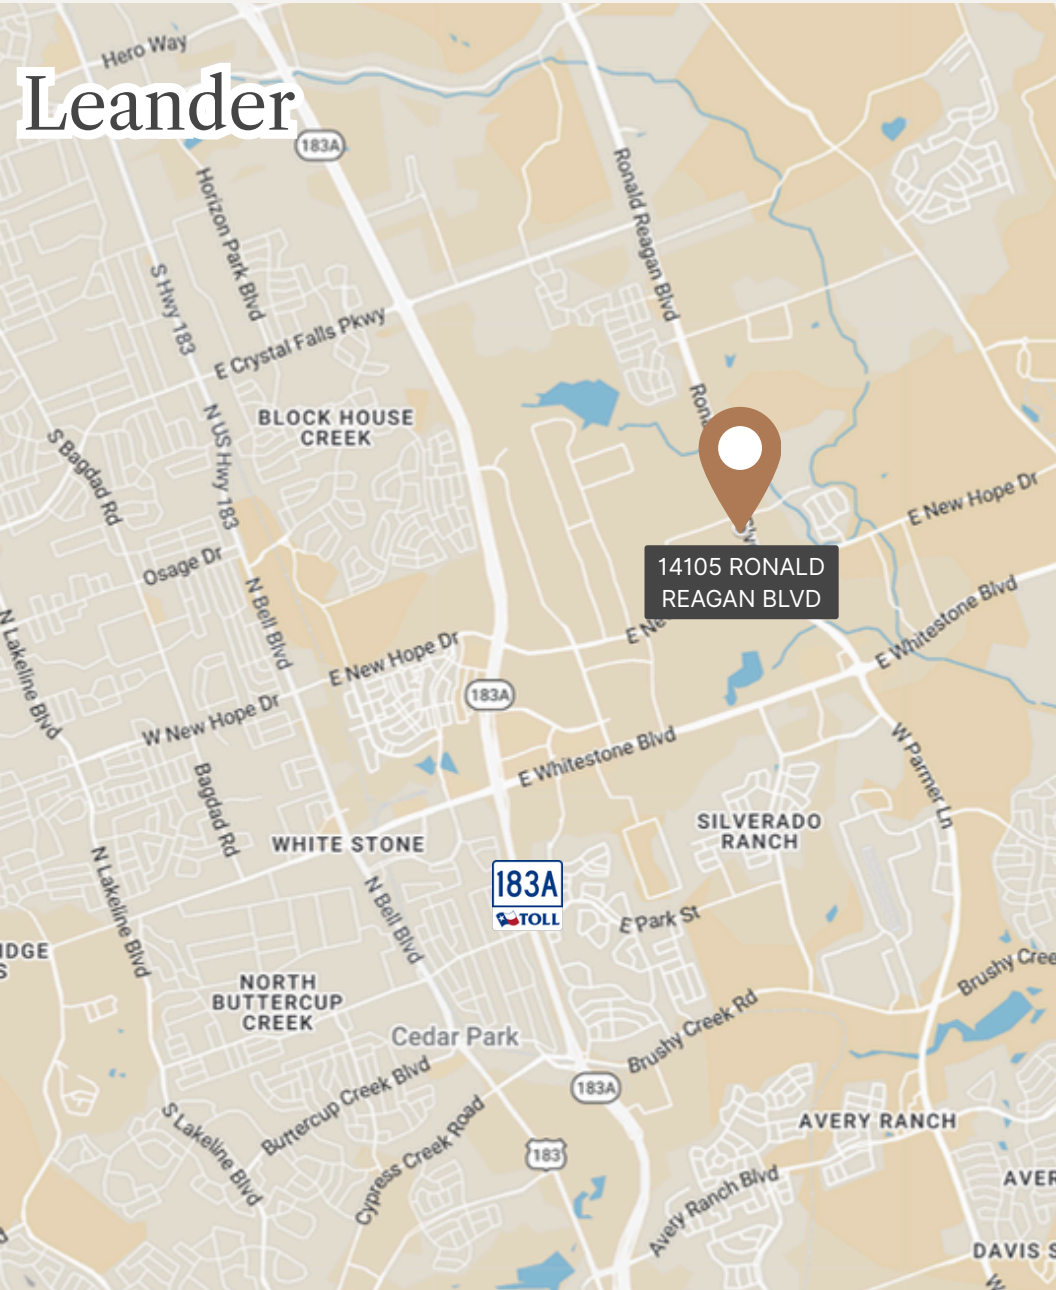 Hero Way
Leander
183A
Horizon Park Blvd
Ronald Reagan Blvd
S Hwy 183
E Crystal Falls Pkwy
BLOCK HOUSE
CREEK
N US Hwy 183
S Bagdad Rd
E New Hope Dr
Osage Dr
14105 RONALD
REAGAN BLVD
N Bell Blvd
N Lakeline Blvd
E New Hope Dr
E Whitestone Blvd
183A
W New Hope Dr
E Whitestone Blvd
Bagdad Rd
W Parmer Ln
SILVERADO
RANCH
WHITE STONE
183A
TOLL
N Lakeline Blvd
N Bell Blvd
E Park St
NORTH
BUTTERCUP
CREEK
Brushy Cree
Cedar Park
Brushy Creek Rd
183A
Buttercup Creek Blvd
S Lakeline Blvd
Cypress Creek Road
AVERY RANCH
183
Avery Ranch Blvd
AVER
DAVIS S